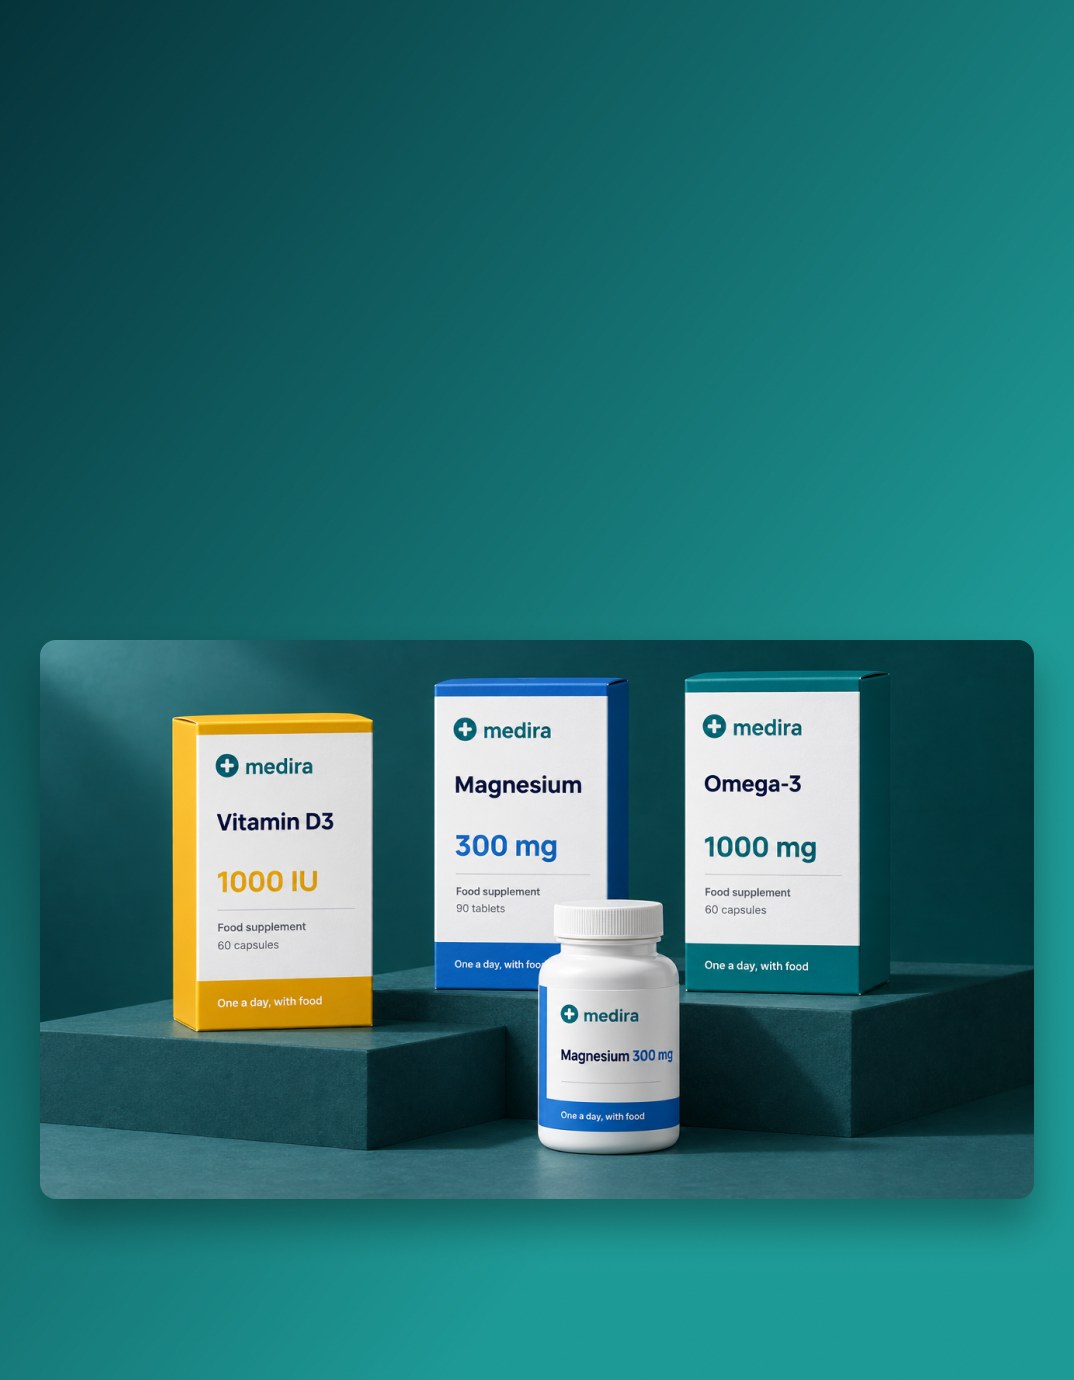 medira
Vitamin D3
1000 IU
Food supplement
60 capsules
One a day, with food
medira
Magnesium
300 mg
Food supplement
90 tablets
One a day, with foo
medira
Omega-3
1000 mg
Food supplement
60 capsules
One a day, with food
medira
Magnesium 300 mg
One a day, with food